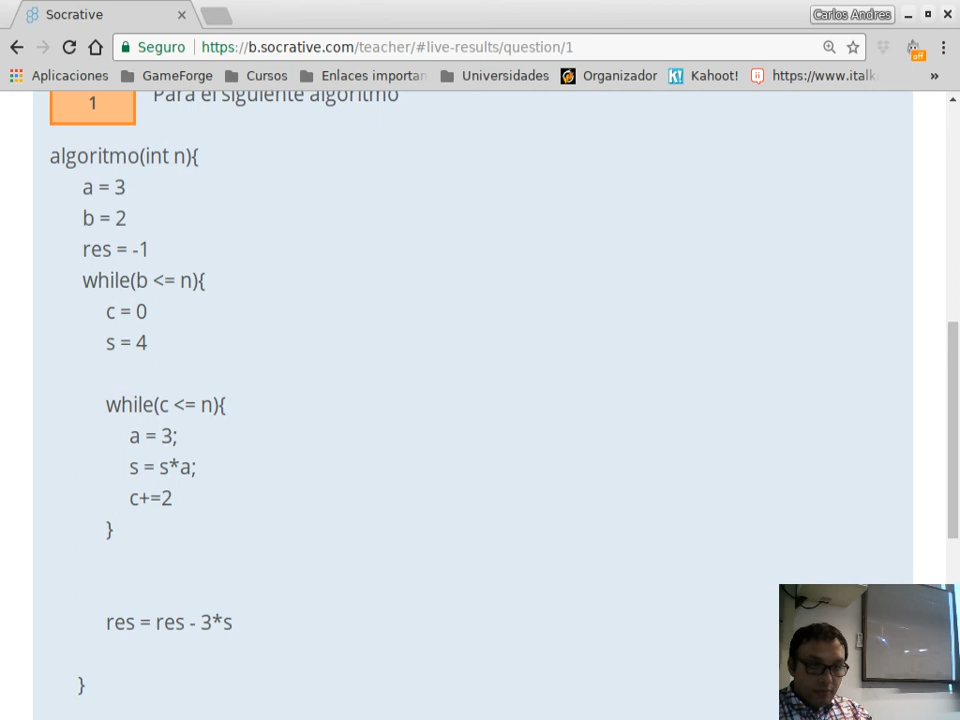 Socrative
Carlos Andres
Seguro https://b.socrative.com/teacher/#live-results/question/1
off
Aplicaciones GameForge Cursos Enlaces importan Universidades Organizador K! Kahoot! https://www.italk »
1 Para el siguiente algoritmo
algoritmo(int n){
a = 3
b = 2
res = -1
while(b <= n){
c = 0
s = 4
while(c <= n){
a = 3;
s = s*a;
c+=2
}
res = res - 3*s
}